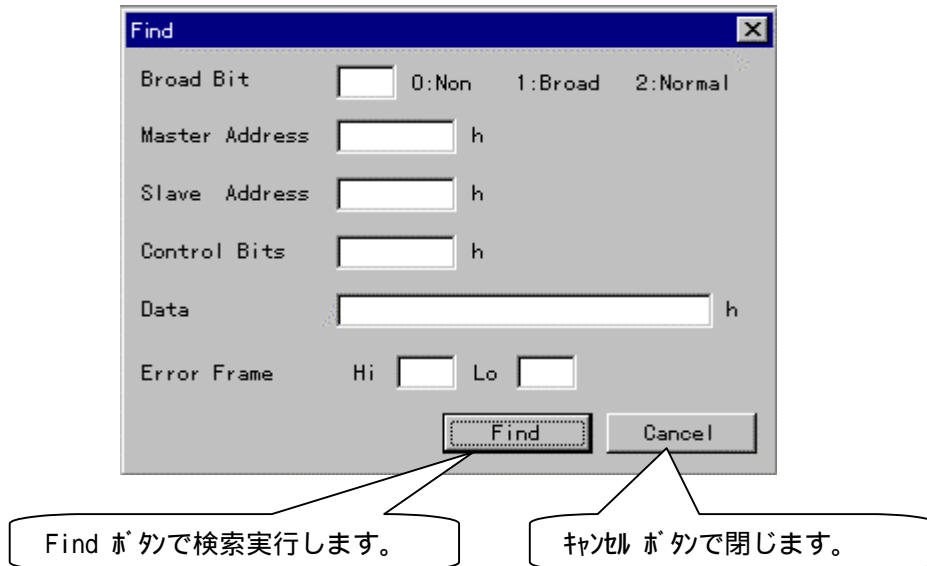 Find
Broad Bit 0:Non 1:Broad 2:Normal
Master Address h
Slave Address h
Control Bits h
Data h
Error Frame Hi Lo
Find Cancel
Find ﾎﾞﾀﾝで検索実行します。
ｷｬﾝｾﾙ ﾎﾞﾀﾝで閉じます。